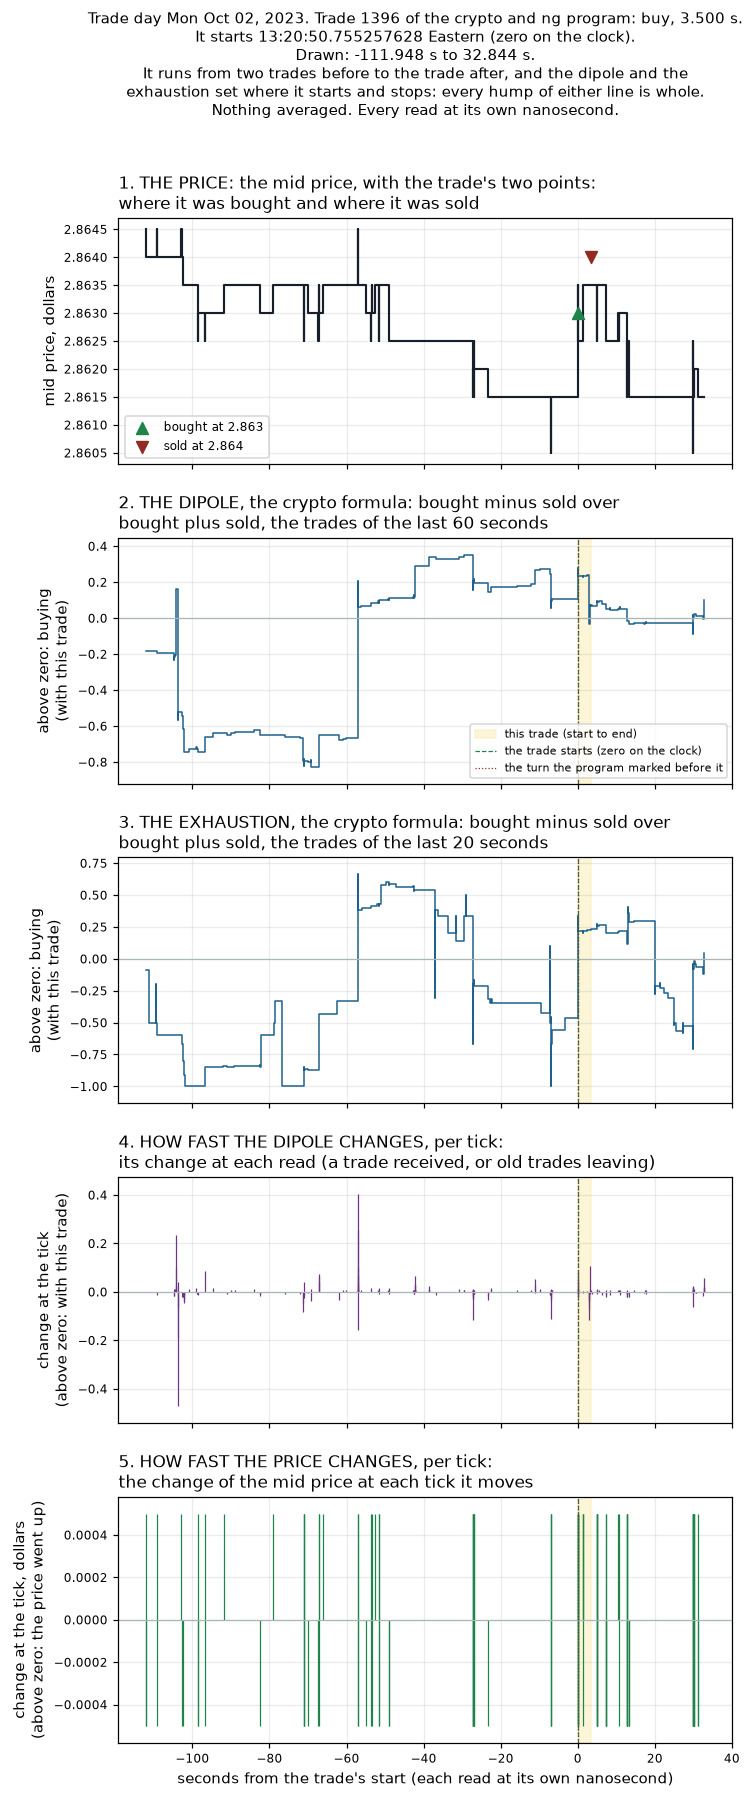 Trade day Mon Oct 02, 2023. Trade 1396 of the crypto and ng program: buy, 3.500 s.
It starts 13:20:50.755257628 Eastern (zero on the clock).
Drawn: -111.948 s to 32.844 s.
It runs from two trades before to the trade after, and the dipole and the
exhaustion set where it starts and stops: every hump of either line is whole.
Nothing averaged. Every read at its own nanosecond.
1. THE PRICE: the mid price, with the trade's two points:
where it was bought and where it was sold
mid price, dollars
2.8645
2.8640
2.8635
2.8630
2.8625
2.8620
2.8615
2.8610
2.8605
bought at 2.863
sold at 2.864
2. THE DIPOLE, the crypto formula: bought minus sold over
bought plus sold, the trades of the last 60 seconds
above zero: buying
(with this trade)
0.4
0.2
0.0
−0.2
−0.4
−0.6
−0.8
this trade (start to end)
the trade starts (zero on the clock)
the turn the program marked before it
3. THE EXHAUSTION, the crypto formula: bought minus sold over
bought plus sold, the trades of the last 20 seconds
above zero: buying
(with this trade)
0.75
0.50
0.25
0.00
−0.25
−0.50
−0.75
−1.00
4. HOW FAST THE DIPOLE CHANGES, per tick:
its change at each read (a trade received, or old trades leaving)
change at the tick
(above zero: with this trade)
0.4
0.2
0.0
−0.2
−0.4
5. HOW FAST THE PRICE CHANGES, per tick:
the change of the mid price at each tick it moves
change at the tick, dollars
(above zero: the price went up)
0.0004
0.0002
0.0000
−0.0002
−0.0004
−100
−80
−60
−40
−20
0
20
40
seconds from the trade's start (each read at its own nanosecond)